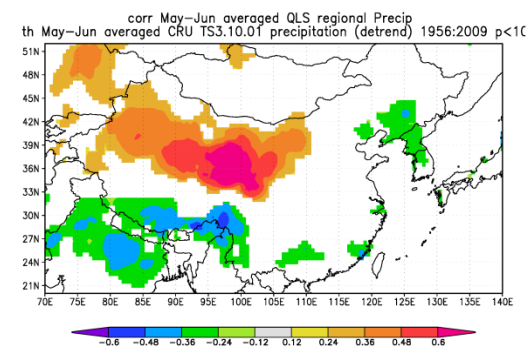 corr May-Jun averaged QLS regional Precip
th May-Jun averaged CRU TS3.10.01 precipitation (detrend) 1956:2009 p<10
51N
48N
45N
42N
39N
36N
33N
30N
27N
24N
21N
70E 75E 80E 85E 90E 95E 100E 105E 110E 115E 120E 125E 130E 135E 140E
-0.6 -0.48 -0.36 -0.24 -0.12 0.12 0.24 0.36 0.48 0.6